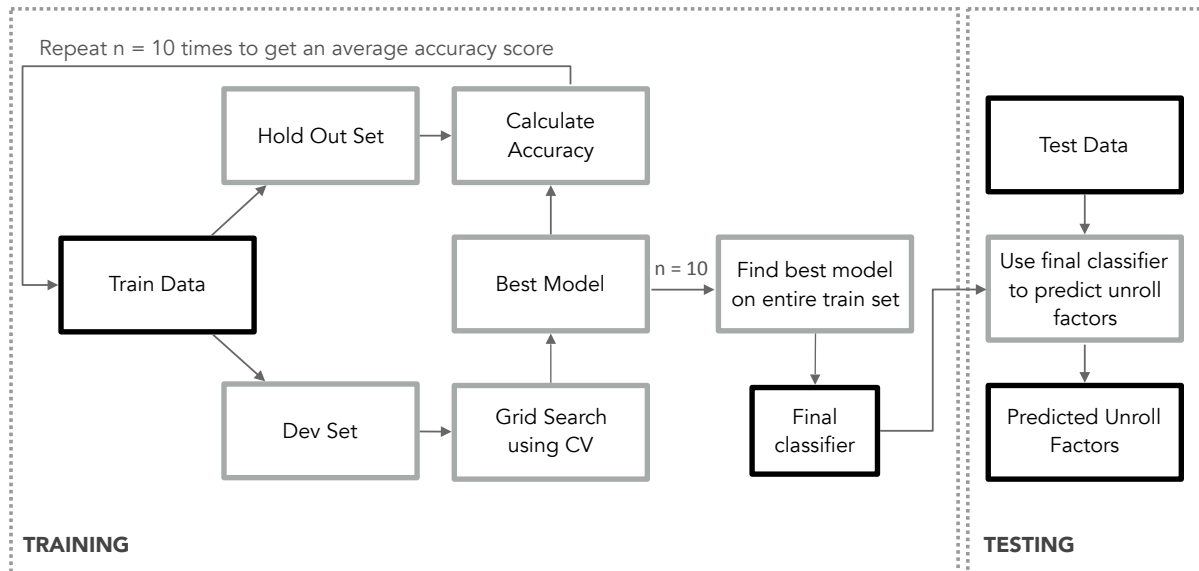 Repeat n = 10 times to get an average accuracy score
Hold Out Set
Calculate
Accuracy
Train Data
Best Model
n = 10
Find best model
on entire train set
Dev Set
Grid Search
using CV
Final
classifier
TRAINING
Test Data
Use final classifier
to predict unroll
factors
Predicted Unroll
Factors
TESTING